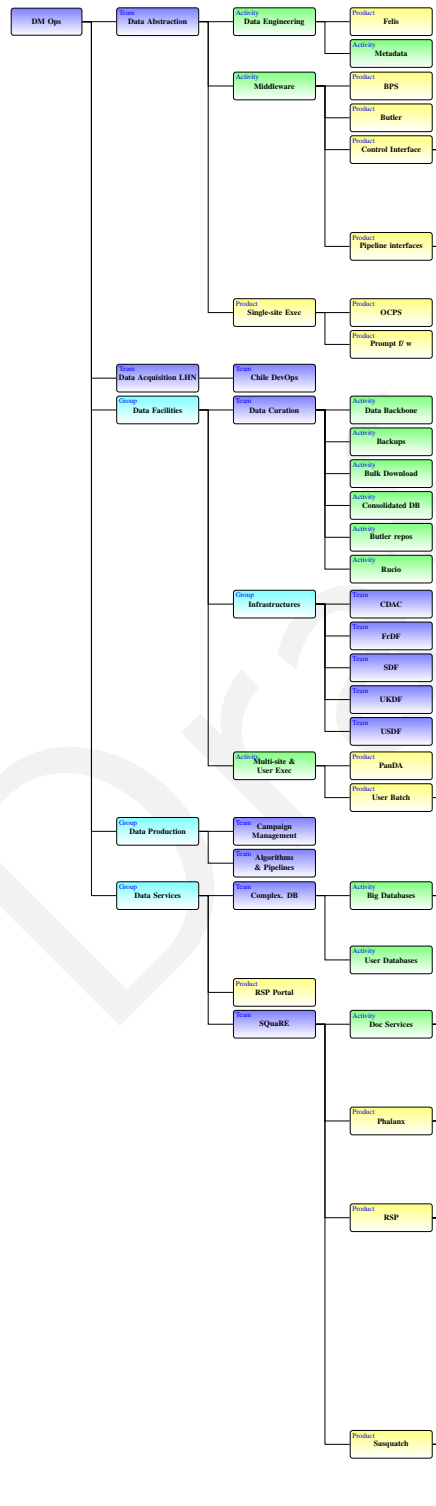 DM Ops
Team
Data Abstraction
Activity
Data Engineering
Product
Felis
Activity
Metadata
Activity
Middleware
Product
BPS
Product
Butler
Product
Control Interface
Product
Pipeline interfaces
Product
Single-site Exec
Product
OCPS
Product
Prompt f/ w
Team
Data Acquisition LHN
Team
Chile DevOps
Group
Data Facilities
Team
Data Curation
Activity
Data Backbone
Activity
Backups
Activity
Bulk Download
Activity
Consolidated DB
Activity
Butler repos
Activity
Rucio
Group
Infrastructures
Team
CDAC
Team
FrDF
Team
SDF
Team
UKDF
Team
USDF
Activity
Multi-site &
User Exec
Product
PanDA
Product
User Batch
Group
Data Production
Team
Campaign
Management
Team
Algorithms
& Pipelines
Group
Data Services
Team
Complex. DB
Activity
Big Databases
Activity
User Databases
Product
RSP Portal
Team
SQuaRE
Activity
Doc Services
Product
Phalanx
Product
RSP
Product
Sasquatch